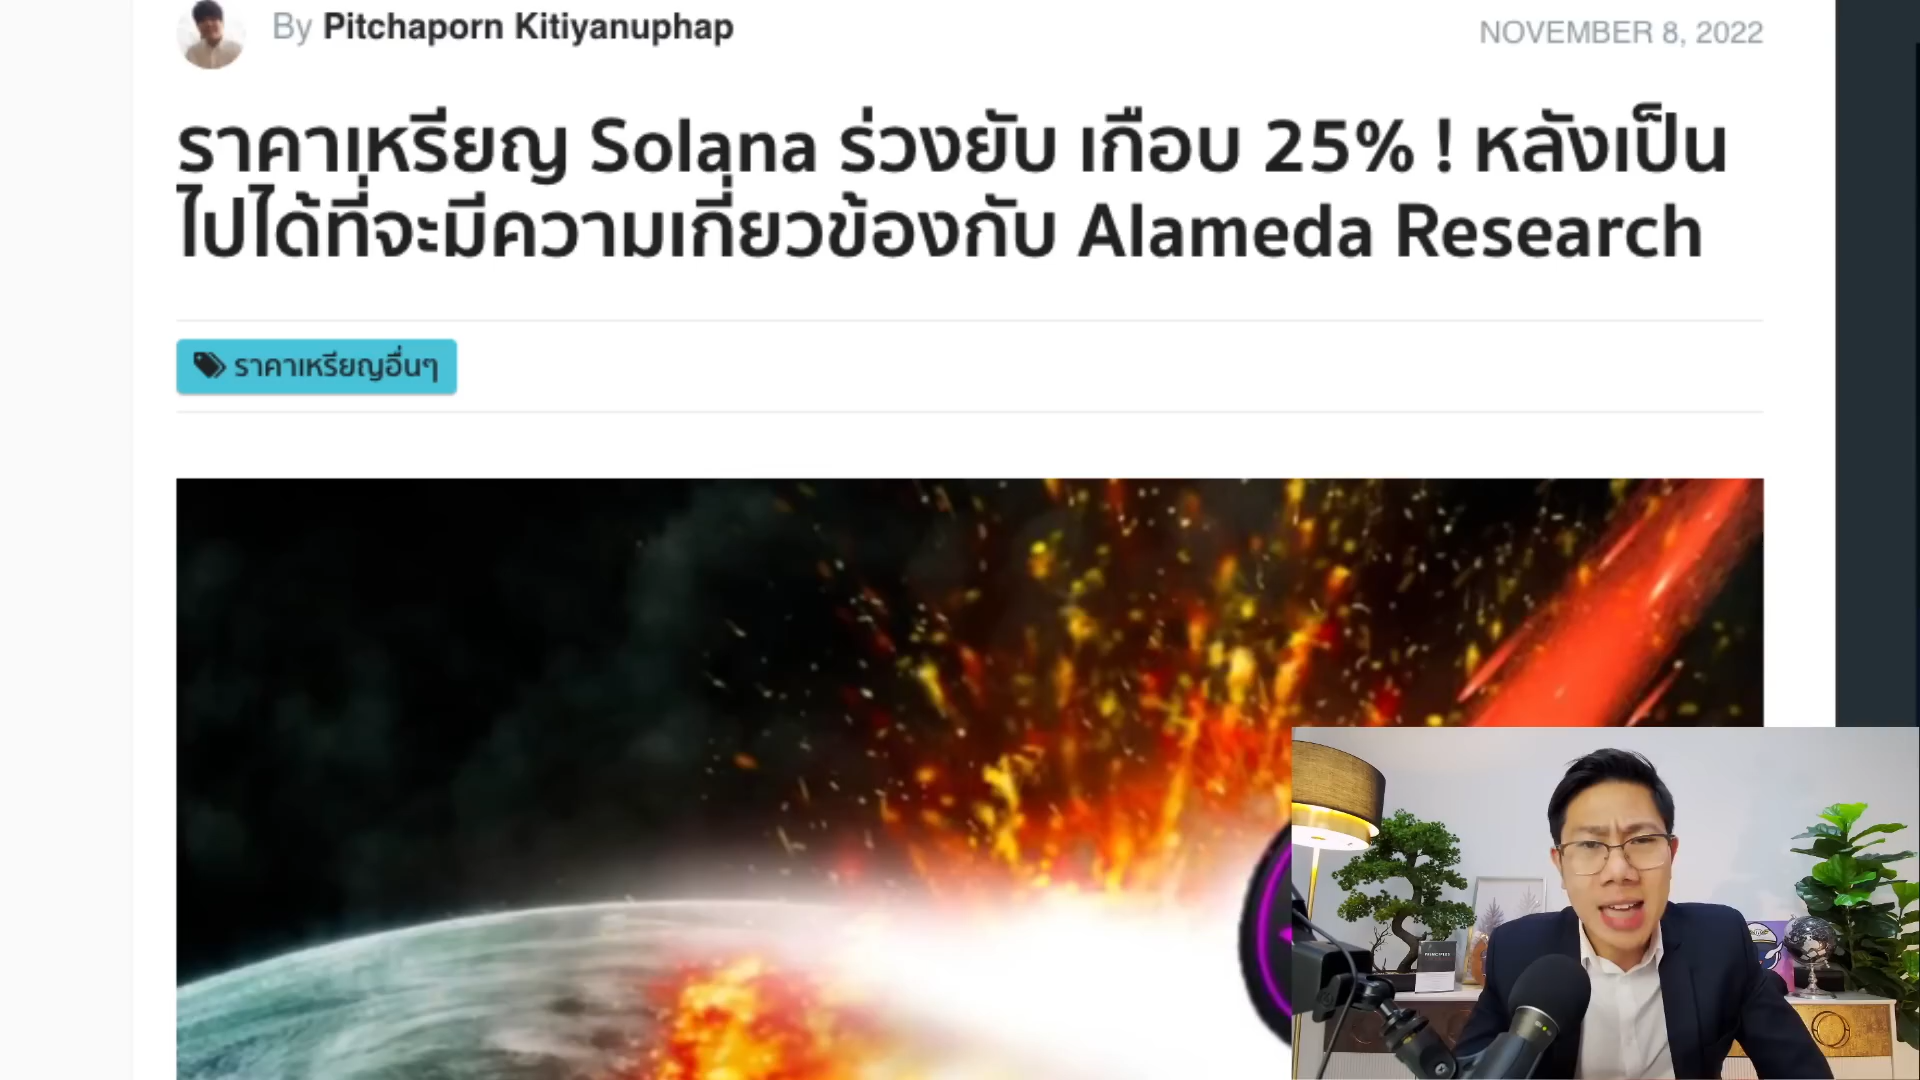 By Pitchaporn Kitiyanuphap
NOVEMBER 8, 2022
ราคาเหรียญ Solana ร่วงยับ เกือบ 25% ! หลังเป็น
ไปได้ที่จะมีความเกี่ยวข้องกับ Alameda Research
ราคาเหรียญอื่นๆ
PRINCIPLES